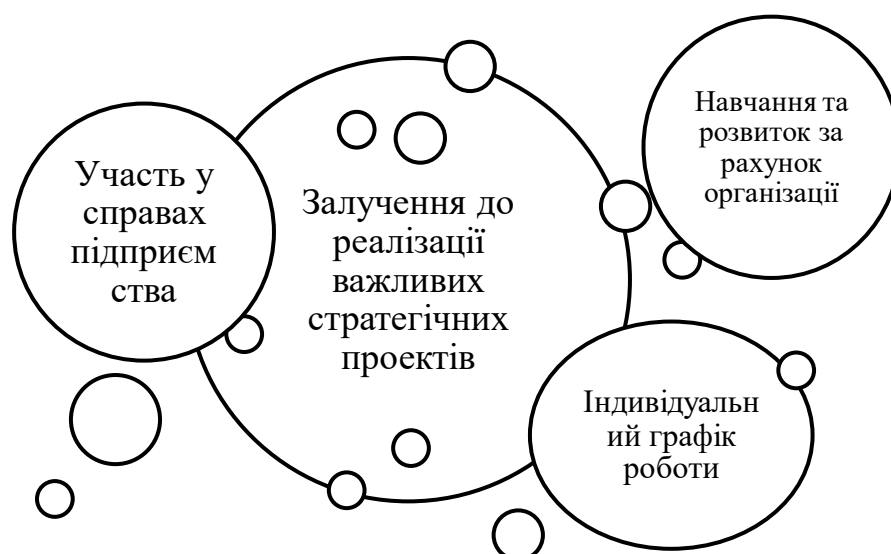 Участь у
справах
підприєм
ства
Залучення до
реалізації
важливих
стратегічних
проектів
Навчання та
розвиток за
рахунок
організації
Індивідуальн
ий графік
роботи